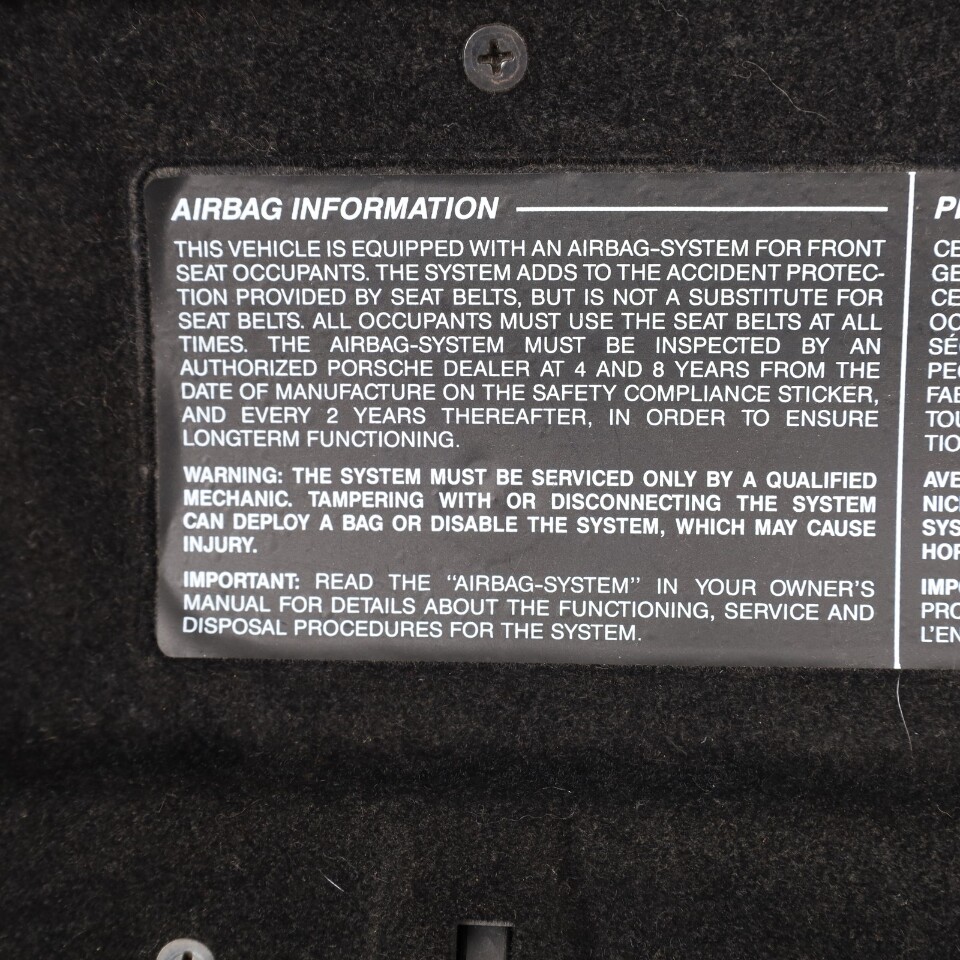 AIRBAG INFORMATION
THIS VEHICLE IS EQUIPPED WITH AN AIRBAG-SYSTEM FOR FRONT
SEAT OCCUPANTS. THE SYSTEM ADDS TO THE ACCIDENT PROTEC-
TION PROVIDED BY SEAT BELTS, BUT IS NOT A SUBSTITUTE FOR
SEAT BELTS. ALL OCCUPANTS MUST USE THE SEAT BELTS AT ALL
TIMES. THE AIRBAG-SYSTEM MUST BE INSPECTED BY AN
AUTHORIZED PORSCHE DEALER AT 4 AND 8 YEARS FROM THE
DATE OF MANUFACTURE ON THE SAFETY COMPLIANCE STICKER,
AND EVERY 2 YEARS THEREAFTER, IN ORDER TO ENSURE
LONGTERM FUNCTIONING.
WARNING: THE SYSTEM MUST BE SERVICED ONLY BY A QUALIFIED
MECHANIC. TAMPERING WITH OR DISCONNECTING THE SYSTEM
CAN DEPLOY A BAG OR DISABLE THE SYSTEM, WHICH MAY CAUSE
INJURY.
IMPORTANT: READ THE "AIRBAG-SYSTEM" IN YOUR OWNER'S
MANUAL FOR DETAILS ABOUT THE FUNCTIONING, SERVICE AND
DISPOSAL PROCEDURES FOR THE SYSTEM.